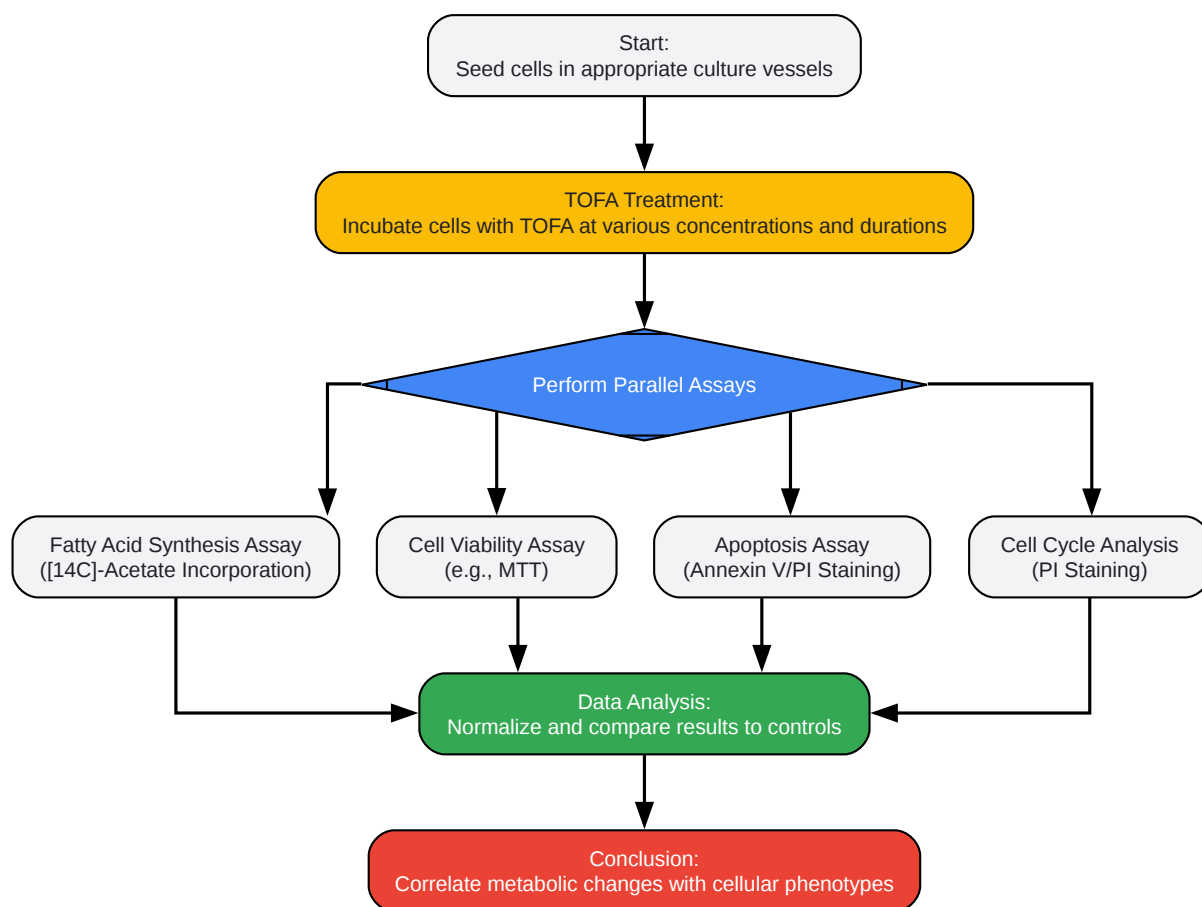 Start:
Seed cells in appropriate culture vessels
TOFA Treatment:
Incubate cells with TOFA at various concentrations and durations
Perform Parallel Assays
Fatty Acid Synthesis Assay
([14C]-Acetate Incorporation)
Cell Viability Assay
(e.g., MTT)
Apoptosis Assay
(Annexin V/PI Staining)
Cell Cycle Analysis
(PI Staining)
Data Analysis:
Normalize and compare results to controls
Conclusion:
Correlate metabolic changes with cellular phenotypes